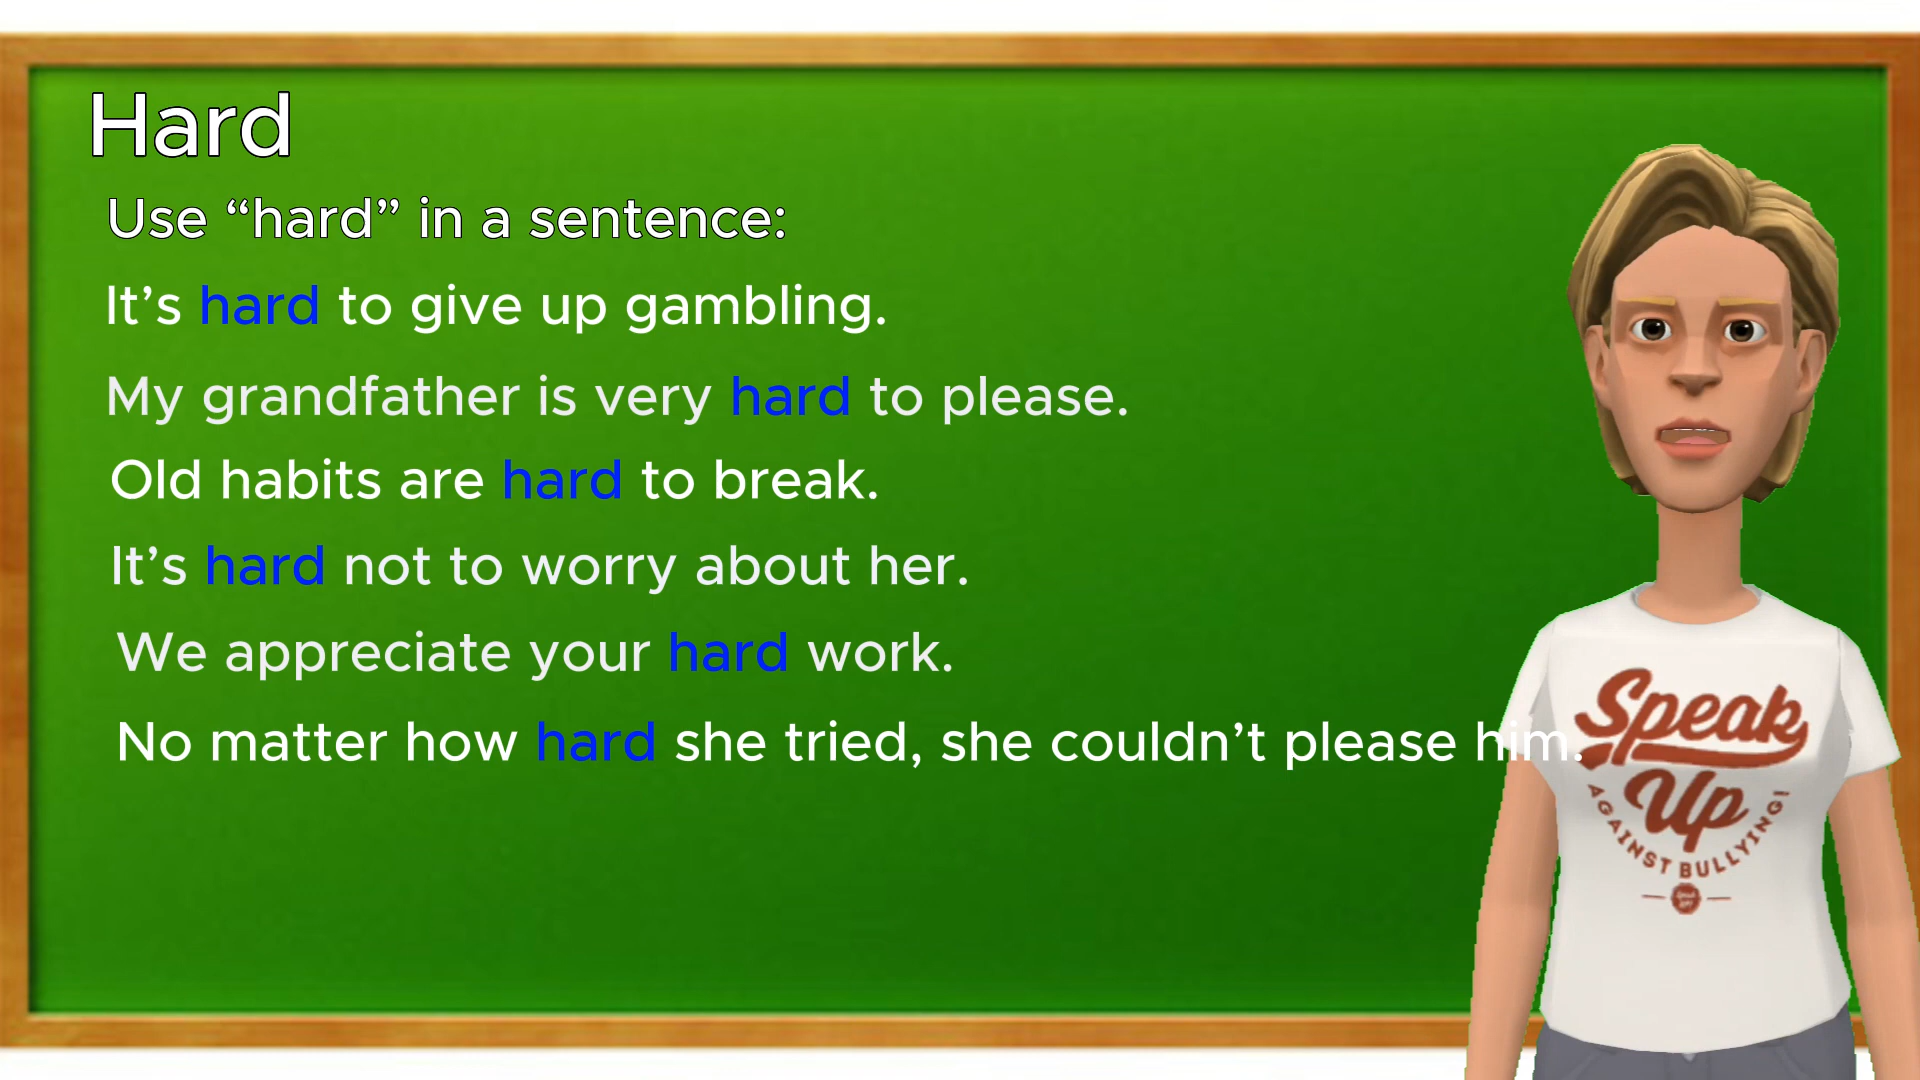 Hard
Use “hard” in a sentence:
It’s hard to give up gambling.
My grandfather is very hard to please.
Old habits are hard to break.
It’s hard not to worry about her.
We appreciate your hard work.
No matter how hard she tried, she couldn’t please him.
Speak
Up
AGAINST BULLYING!